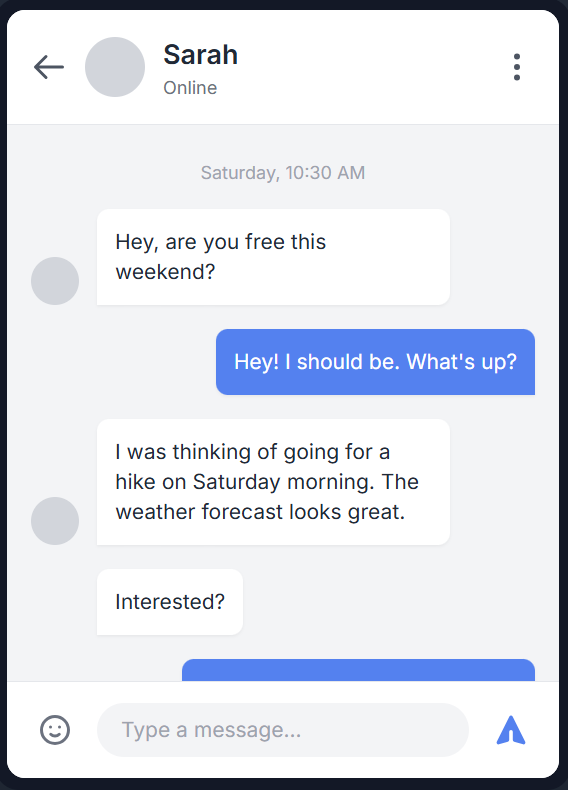 Sarah
Online
Saturday, 10:30 AM
Hey, are you free this
weekend?
Hey! I should be. What's up?
I was thinking of going for a
hike on Saturday morning. The
weather forecast looks great.
Interested?
Type a message...